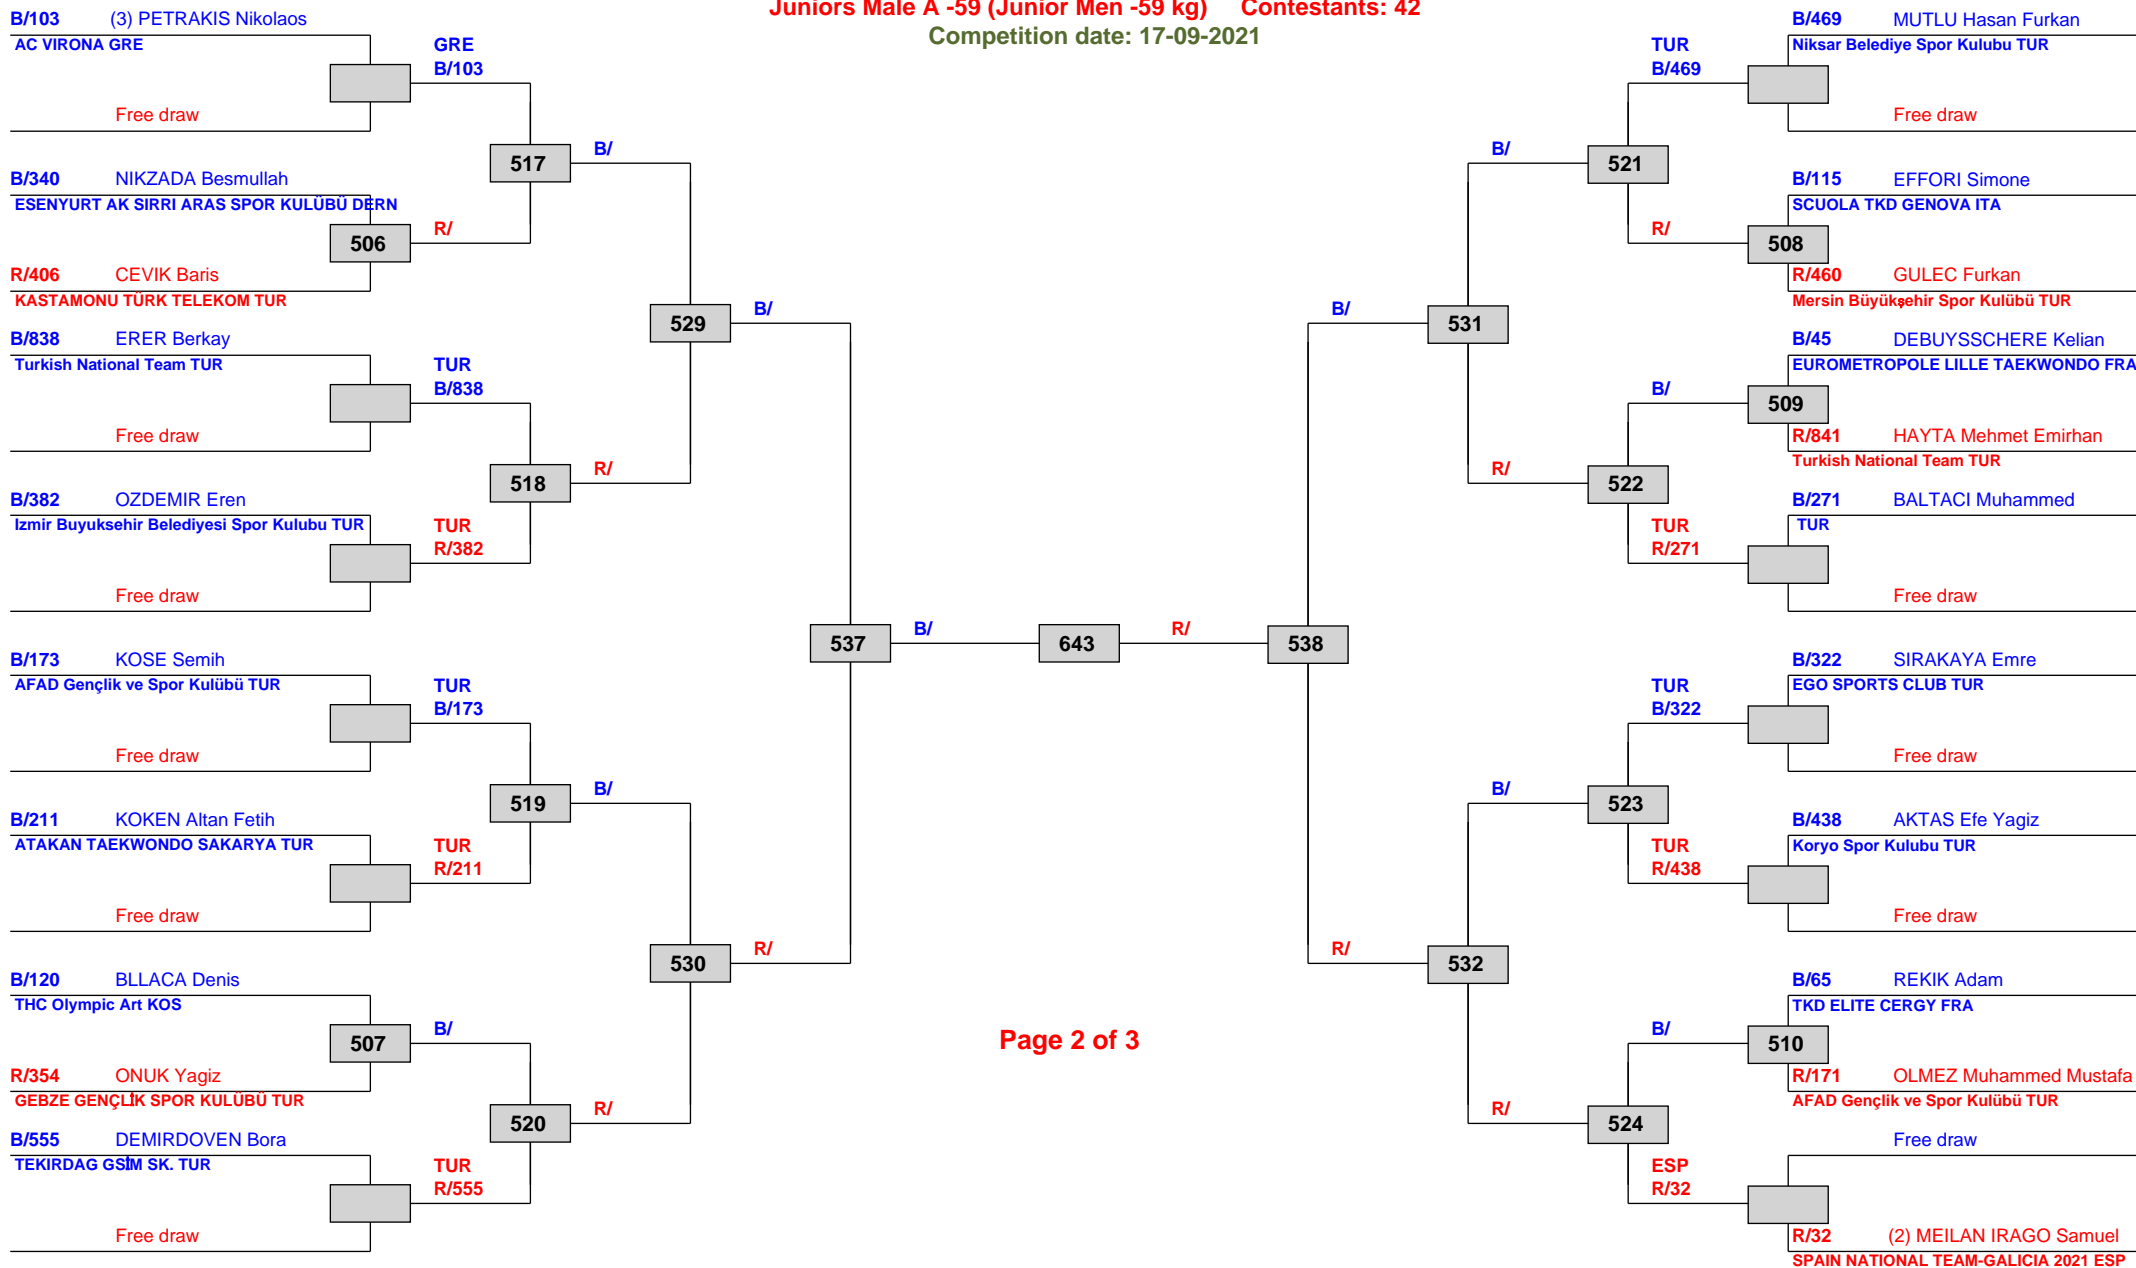 Juniors Male A -59 (Junior Men -59 kg) Contestants: 42
Competition date: 17-09-2021
B/103 (3) PETRAKIS Nikolaos
AC VIRONA GRE
GRE
B/103
Free draw
517
B/
B/340 NIKZADA Besmullah
ESENYURT AK SIRRI ARAS SPOR KULÜBÜ DERN
506
R/
R/406 CEVIK Baris
KASTAMONU TÜRK TELEKOM TUR
529
B/
B/838 ERER Berkay
Turkish National Team TUR
TUR
B/838
Free draw
518
R/
B/382 OZDEMIR Eren
Izmir Buyuksehir Belediyesi Spor Kulubu TUR
TUR
R/382
Free draw
537
B/
643
B/173 KOSE Semih
AFAD Gençlik ve Spor Kulübü TUR
TUR
B/173
Free draw
519
B/
B/211 KOKEN Altan Fetih
ATAKAN TAEKWONDO SAKARYA TUR
TUR
R/211
Free draw
530
R/
B/120 BLLACA Denis
THC Olympic Art KOS
507
B/
R/354 ONUK Yagiz
GEBZE GENÇLİK SPOR KULÜBÜ TUR
520
R/
B/555 DEMIRDOVEN Bora
TEKIRDAG GSİM SK. TUR
TUR
R/555
Free draw
B/469 MUTLU Hasan Furkan
Niksar Belediye Spor Kulubu TUR
TUR
B/469
Free draw
B/
521
B/115 EFFORI Simone
SCUOLA TKD GENOVA ITA
R/
508
R/460 GULEC Furkan
Mersin Büyükşehir Spor Kulübü TUR
B/
531
B/45 DEBUYSSCHERE Kelian
EUROMETROPOLE LILLE TAEKWONDO FRA
B/
509
R/841 HAYTA Mehmet Emirhan
Turkish National Team TUR
R/
522
B/271 BALTACI Muhammed
TUR
TUR
R/271
Free draw
R/
538
B/322 SIRAKAYA Emre
EGO SPORTS CLUB TUR
TUR
B/322
Free draw
B/
523
B/438 AKTAS Efe Yagiz
Koryo Spor Kulubu TUR
TUR
R/438
Free draw
R/
532
B/65 REKIK Adam
TKD ELITE CERGY FRA
B/
510
R/171 OLMEZ Muhammed Mustafa
AFAD Gençlik ve Spor Kulübü TUR
R/
524
Free draw
ESP
R/32
R/32 (2) MEILAN IRAGO Samuel
SPAIN NATIONAL TEAM-GALICIA 2021 ESP
Page 2 of 3